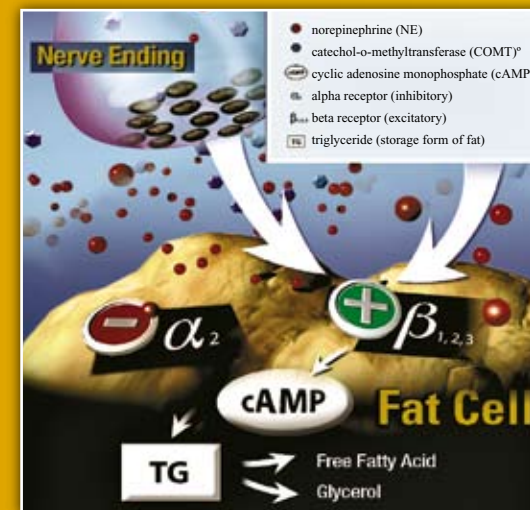 Nerve Ending
norepinephrine (NE)
catechol-o-methyltransferase (COMT)º
cAMP cyclic adenosine monophosphate (cAMP
alpha receptor (inhibitory)
beta receptor (excitatory)
TG triglyceride (storage form of fat)
− α2
+ β1, 2, 3
cAMP
Fat Cell
TG
Free Fatty Acid
Glycerol